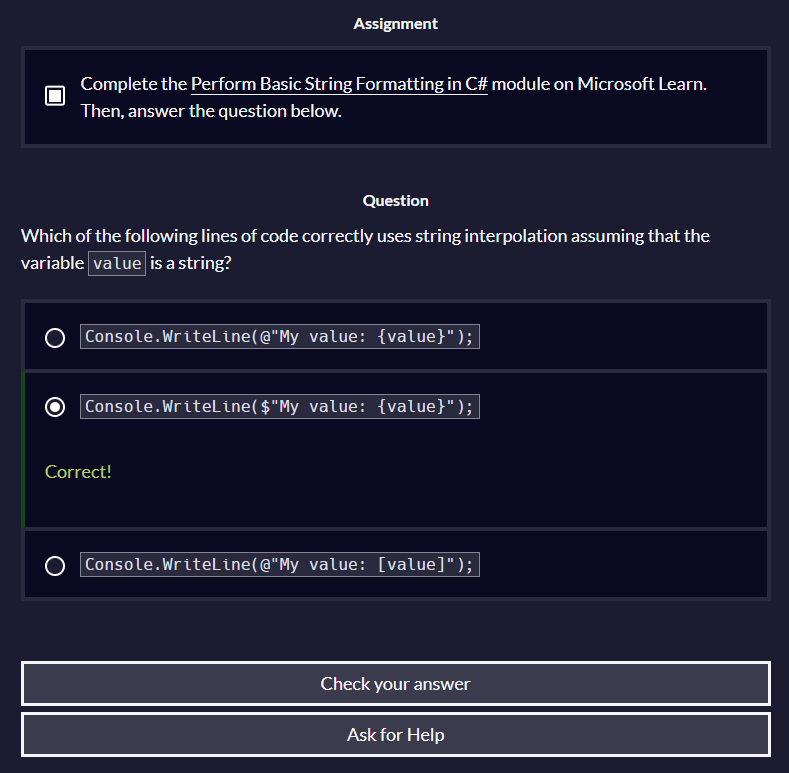 Assignment
Complete the Perform Basic String Formatting in C# module on Microsoft Learn.
Then, answer the question below.
Question
Which of the following lines of code correctly uses string interpolation assuming that the
variable value is a string?
Console.WriteLine(@"My value: {value}");
Console.WriteLine($"My value: {value}");
Correct!
Console.WriteLine(@"My value: [value]");
Check your answer
Ask for Help